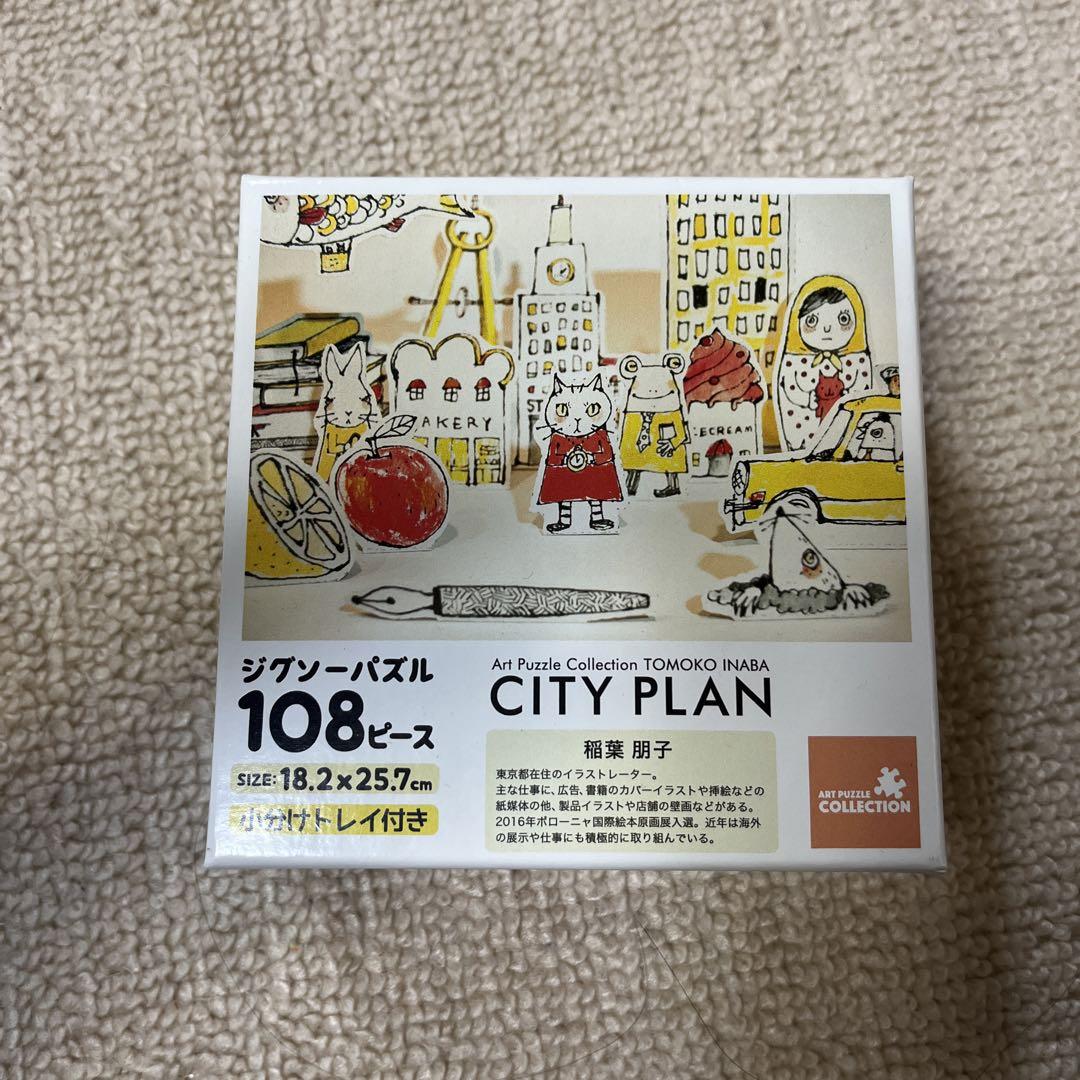 AKERY
ST
ECREAM
ジグソーパズル
108ピース
SIZE: 18.2×25.7cm
小分けトレイ付き
Art Puzzle Collection TOMOKO INABA
CITY PLAN
稲葉 朋子
東京都在住のイラストレーター。
主な仕事に、広告、書籍のカバーイラストや挿絵などの
紙媒体の他、製品イラストや店舗の壁画などがある。
2016年ボローニャ国際絵本原画展入選。近年は海外
の展示や仕事にも積極的に取り組んでいる。
ART PUZZLE
COLLECTION